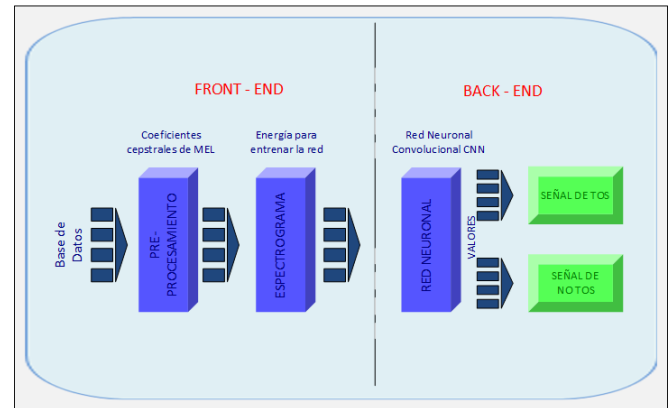 FRONT - END
BACK - END
Coeficientes
cepstrales de MEL
Energía para
entrenar la red
Red Neuronal
Convolucional CNN
Base de
Datos
PRE-
PROCESAMIENTO
ESPECTROGRAMA
RED NEURONAL
VALORES
SEÑAL DE TOS
SEÑAL DE
NO TOS